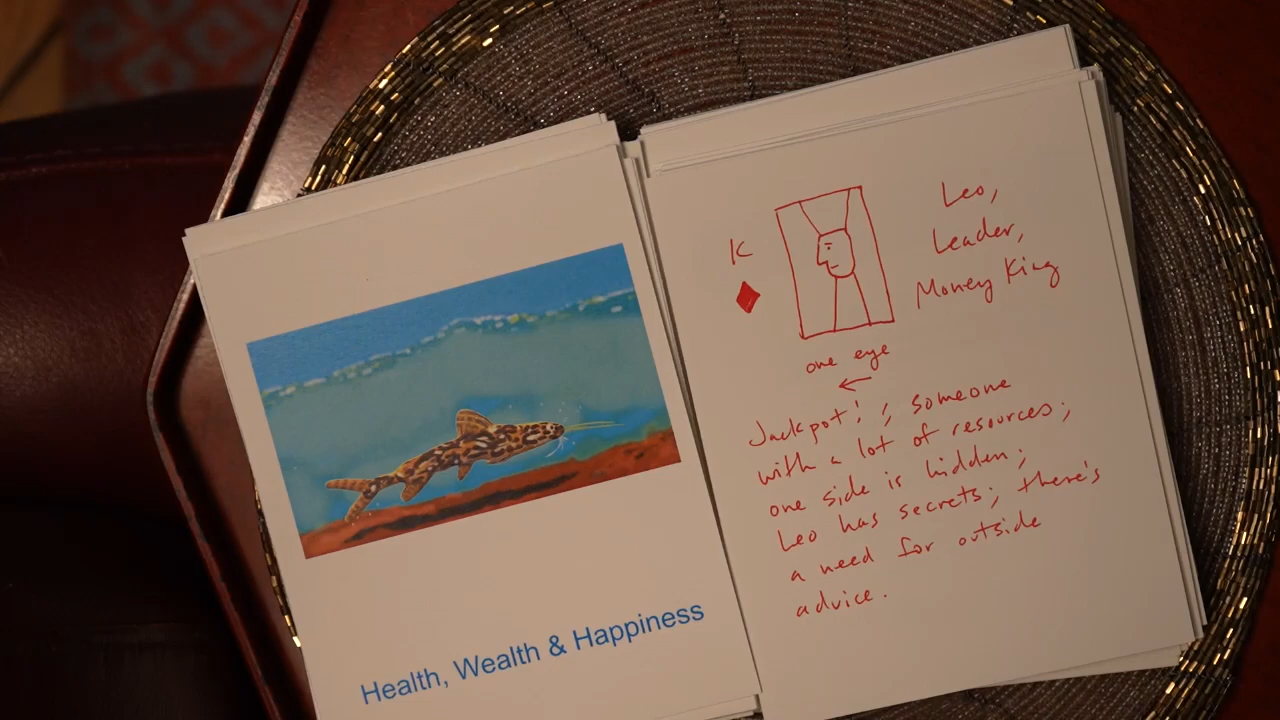 Health, Wealth & Happiness
K
Leo,
Leader,
Money King
one eye
Jackpot!; someone
with a lot of resources;
one side is hidden;
Leo has secrets; there's
a need for outside
advice.